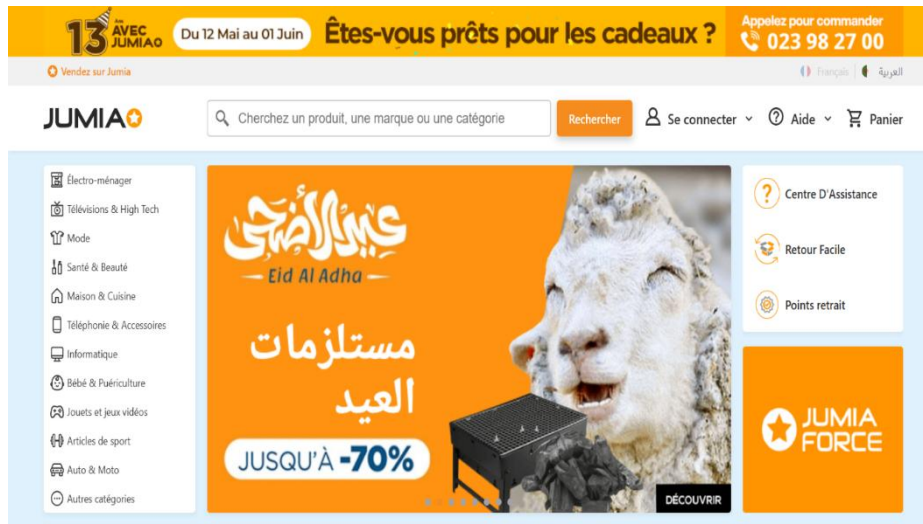 13 Ans AVEC JUMIA
Du 12 Mai au 01 Juin
Êtes-vous prêts pour les cadeaux ?
Appelez pour commander
023 98 27 00
Vendez sur Jumia
Français
العربية
JUMIA
Cherchez un produit, une marque ou une catégorie
Rechercher
Se connecter
Aide
Panier
Électro-ménager
Télévisions & High Tech
Mode
Santé & Beauté
Maison & Cuisine
Téléphonie & Accessoires
Informatique
Bébé & Puériculture
Jouets et jeux vidéos
Articles de sport
Auto & Moto
Autres catégories
عيد الأضحى
Eid Al Adha
مستلزمات
العيد
JUSQU'À -70%
DÉCOUVRIR
Centre D'Assistance
Retour Facile
Points retrait
JUMIA
FORCE